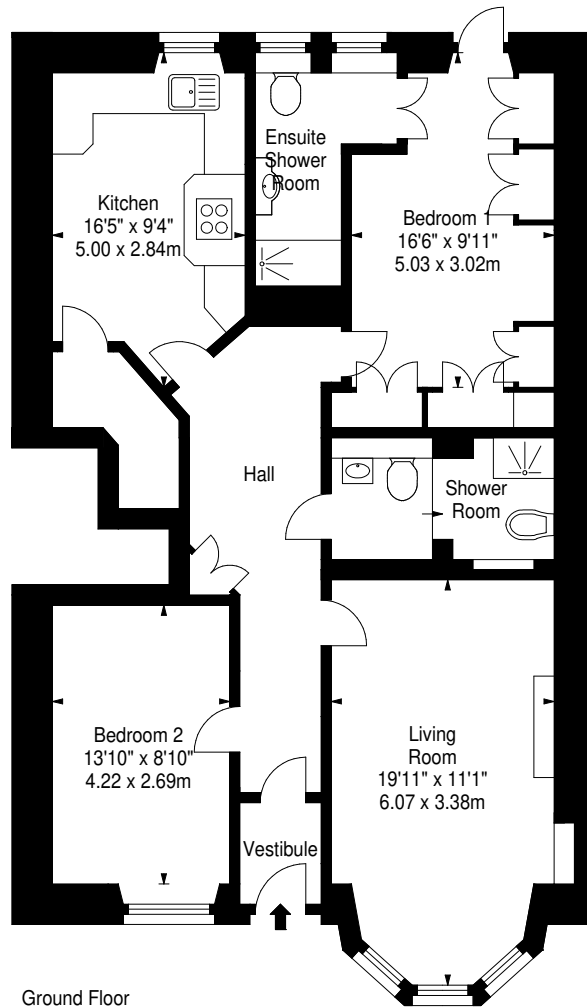 Ensuite
Shower
Room
Kitchen
16'5" x 9'4"
5.00 x 2.84m
Bedroom 1
16'6" x 9'11"
5.03 x 3.02m
Hall
Shower
Room
Bedroom 2
13'10" x 8'10"
4.22 x 2.69m
Living
Room
19'11" x 11'1"
6.07 x 3.38m
Vestibule
Ground Floor